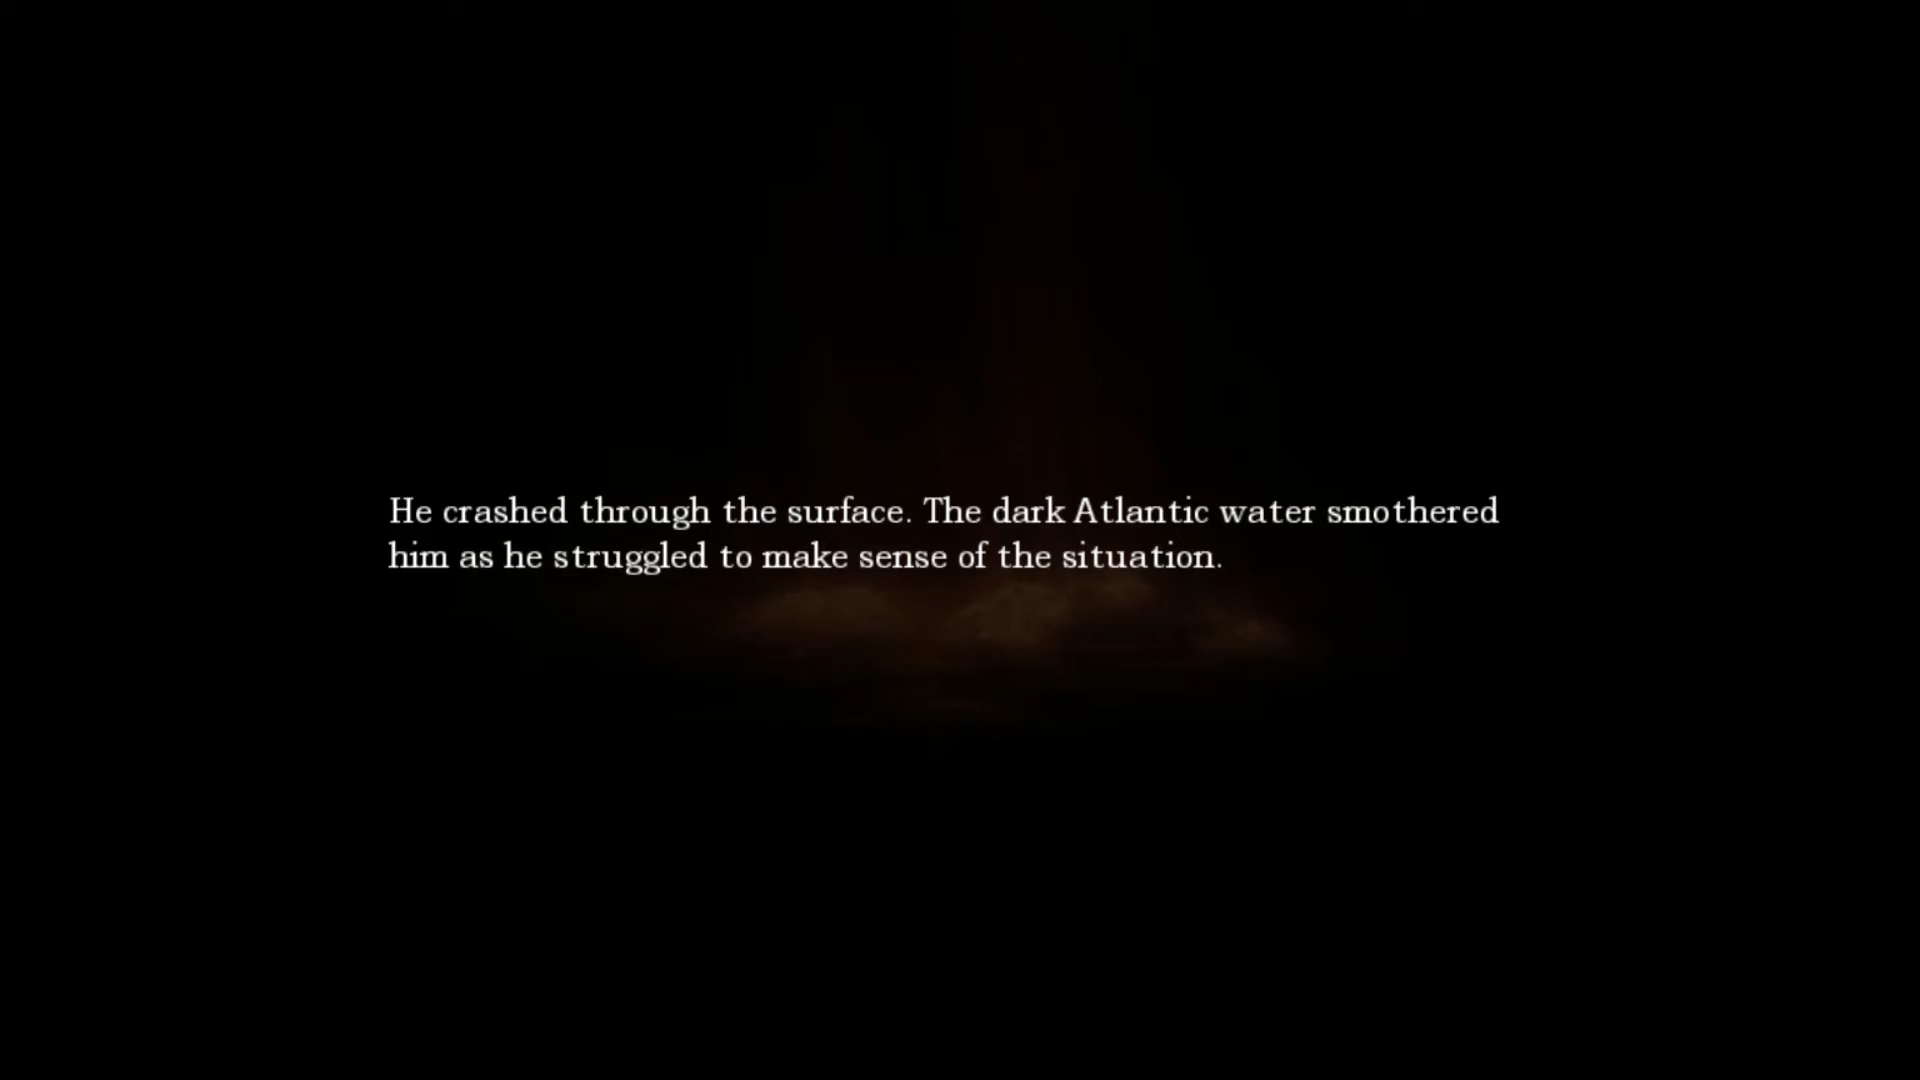 He crashed through the surface. The dark Atlantic water smothered
him as he struggled to make sense of the situation.